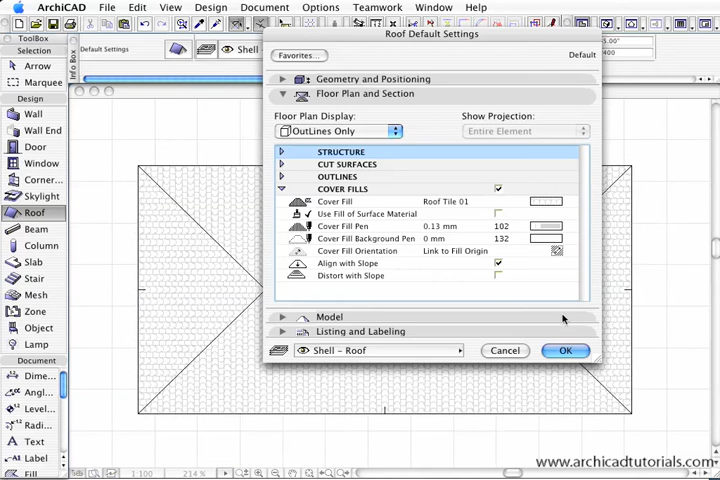 ArchiCAD File Edit View Design Document Options Teamwork Window Help
ToolBox
Selection
Arrow
Marquee
Design
Wall
Wall End
Door
Window
Corner...
Skylight
Roof
Beam
Column
Slab
Stair
Mesh
Zone
Object
Lamp
Document
Dime...
Angl...
Level...
Radi...
Text
Label
Fill
Info Box
Default Settings
Shell -
Roof Default Settings
Favorites...
Default
Geometry and Positioning
Floor Plan and Section
Floor Plan Display:
Show Projection:
OutLines Only
Entire Element
STRUCTURE
CUT SURFACES
OUTLINES
COVER FILLS
Cover Fill Roof Tile 01
Use Fill of Surface Material
Cover Fill Pen 0.13 mm 102
Cover Fill Background Pen 0 mm 132
Cover Fill Orientation Link to Fill Origin
Align with Slope
Distort with Slope
Model
Listing and Labeling
Shell - Roof
Cancel
OK
1:100
214 %
www.archicadtutorials.com